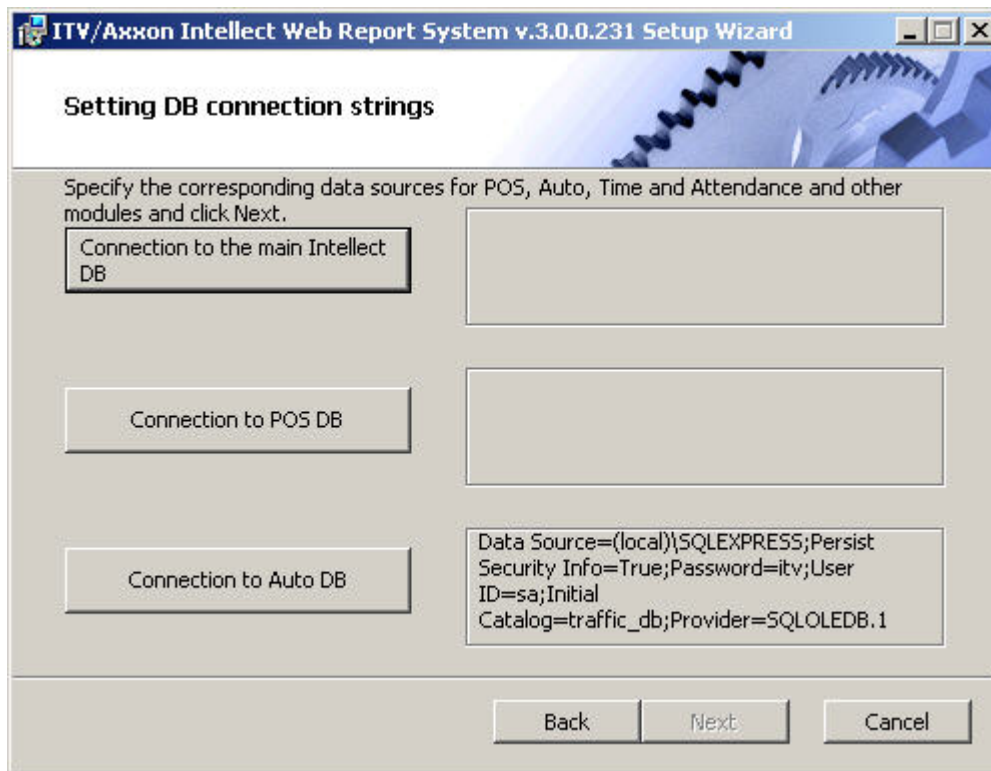 ITV/Axxon Intellect Web Report System v.3.0.0.231 Setup Wizard
Setting DB connection strings
Specify the corresponding data sources for POS, Auto, Time and Attendance and other
modules and click Next.
Connection to the main Intellect
DB
Connection to POS DB
Connection to Auto DB
Data Source=(local)\SQLEXPRESS;Persist
Security Info=True;Password=itv;User
ID=sa;Initial
Catalog=traffic_db;Provider=SQLOLEDB.1
Back
Next
Cancel